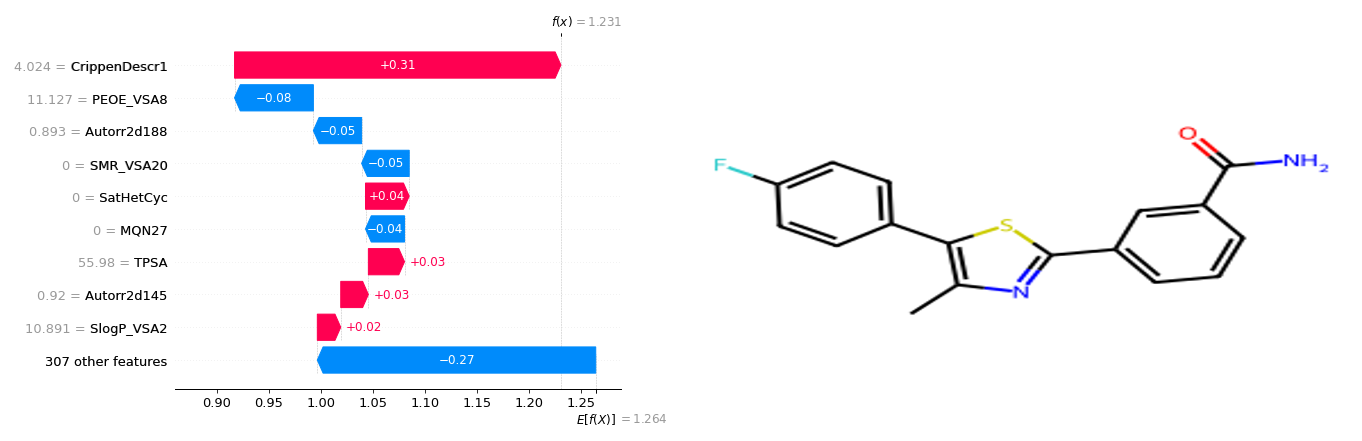 f(x) = 1.231
4.024 = CrippenDescr1
+0.31
11.127 = PEOE_VSA8
−0.08
0.893 = Autorr2d188
−0.05
0 = SMR_VSA20
−0.05
0 = SatHetCyc
+0.04
0 = MQN27
−0.04
55.98 = TPSA
+0.03
0.92 = Autorr2d145
+0.03
10.891 = SlogP_VSA2
+0.02
307 other features
−0.27
0.90 0.95 1.00 1.05 1.10 1.15 1.20 1.25
E[f(X)] = 1.264
O
F
NH2
S
N